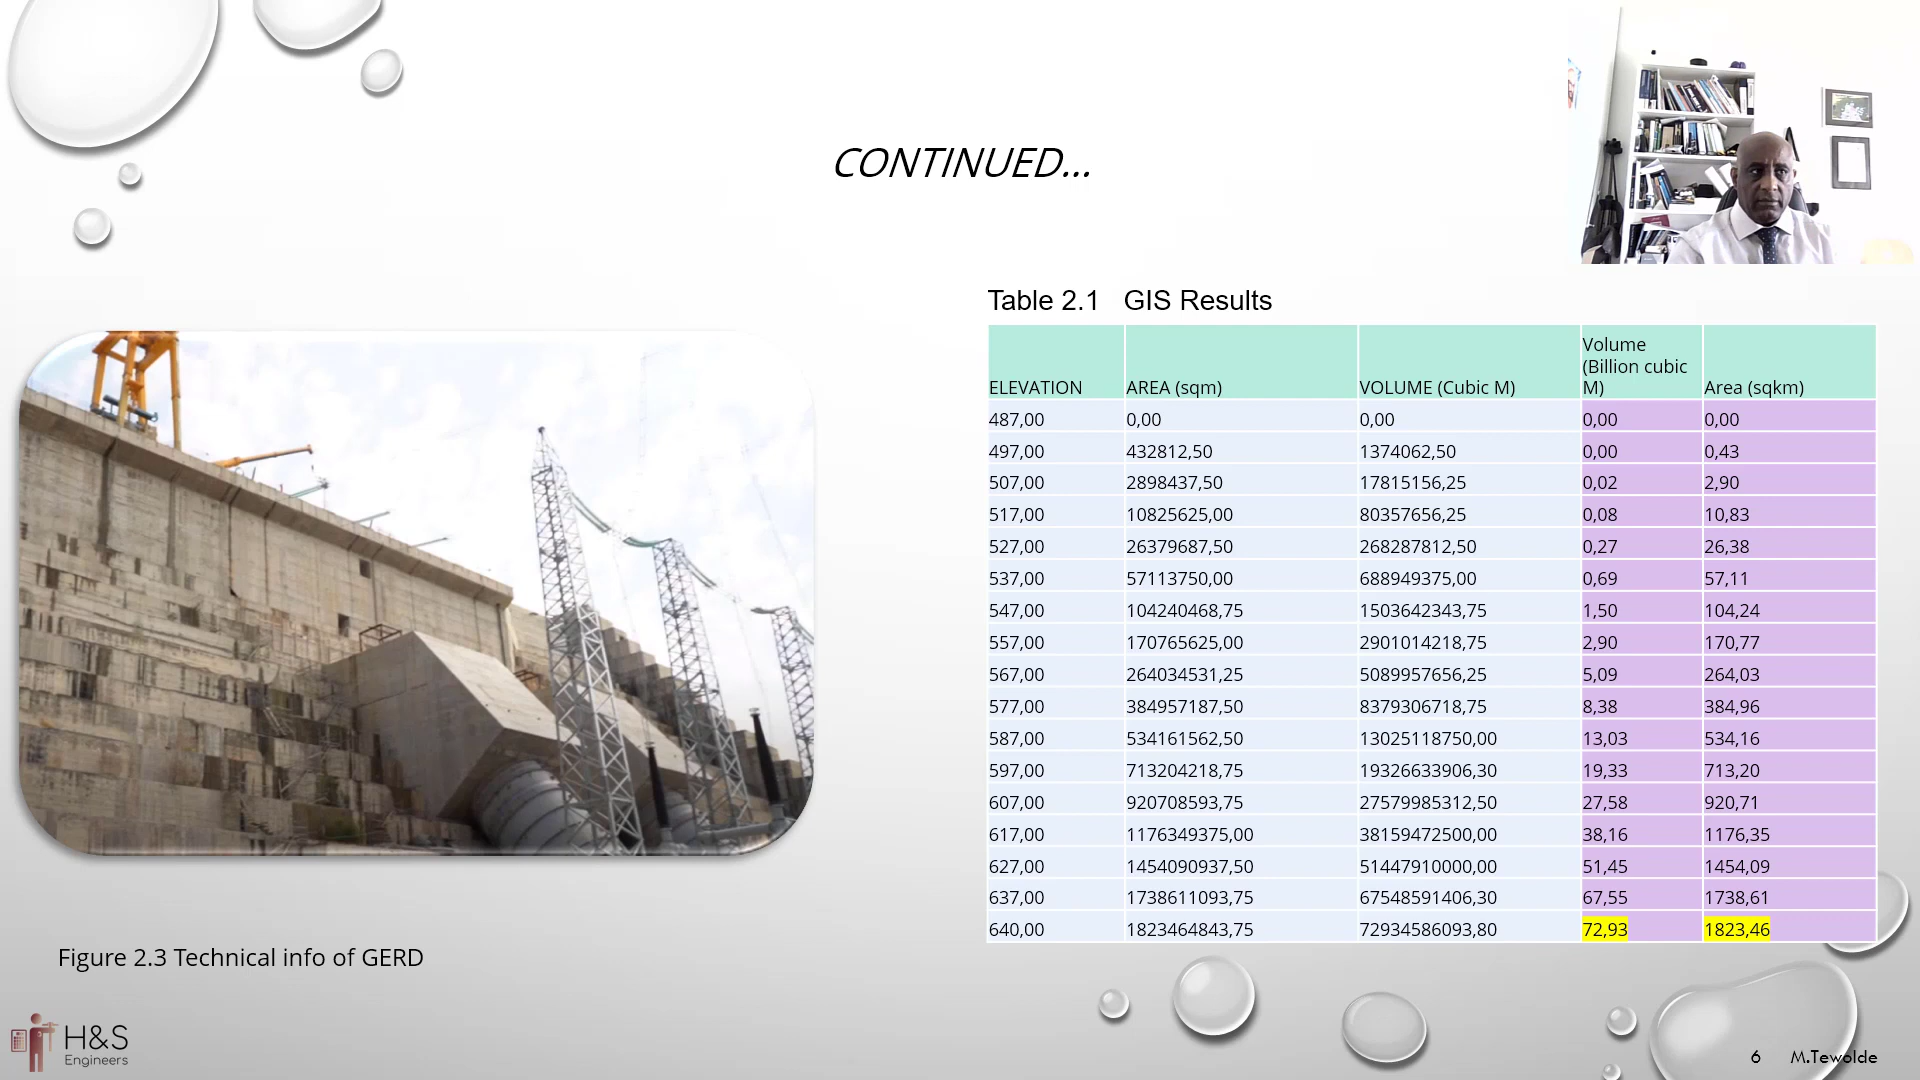 CONTINUED...
Table 2.1 GIS Results
ELEVATION AREA (sqm) VOLUME (Cubic M) Volume (Billion cubic M) Area (sqkm)
487,00 0,00 0,00 0,00 0,00
497,00 432812,50 1374062,50 0,00 0,43
507,00 2898437,50 17815156,25 0,02 2,90
517,00 10825625,00 80357656,25 0,08 10,83
527,00 26379687,50 268287812,50 0,27 26,38
537,00 57113750,00 688949375,00 0,69 57,11
547,00 104240468,75 1503642343,75 1,50 104,24
557,00 170765625,00 2901014218,75 2,90 170,77
567,00 264034531,25 5089957656,25 5,09 264,03
577,00 384957187,50 8379306718,75 8,38 384,96
587,00 534161562,50 13025118750,00 13,03 534,16
597,00 713204218,75 19326633906,30 19,33 713,20
607,00 920708593,75 27579985312,50 27,58 920,71
617,00 1176349375,00 38159472500,00 38,16 1176,35
627,00 1454090937,50 51447910000,00 51,45 1454,09
637,00 1738611093,75 67548591406,30 67,55 1738,61
640,00 1823464843,75 72934586093,80 72,93 1823,46
Figure 2.3 Technical info of GERD
H&S
Engineers
6 M.Tewolde